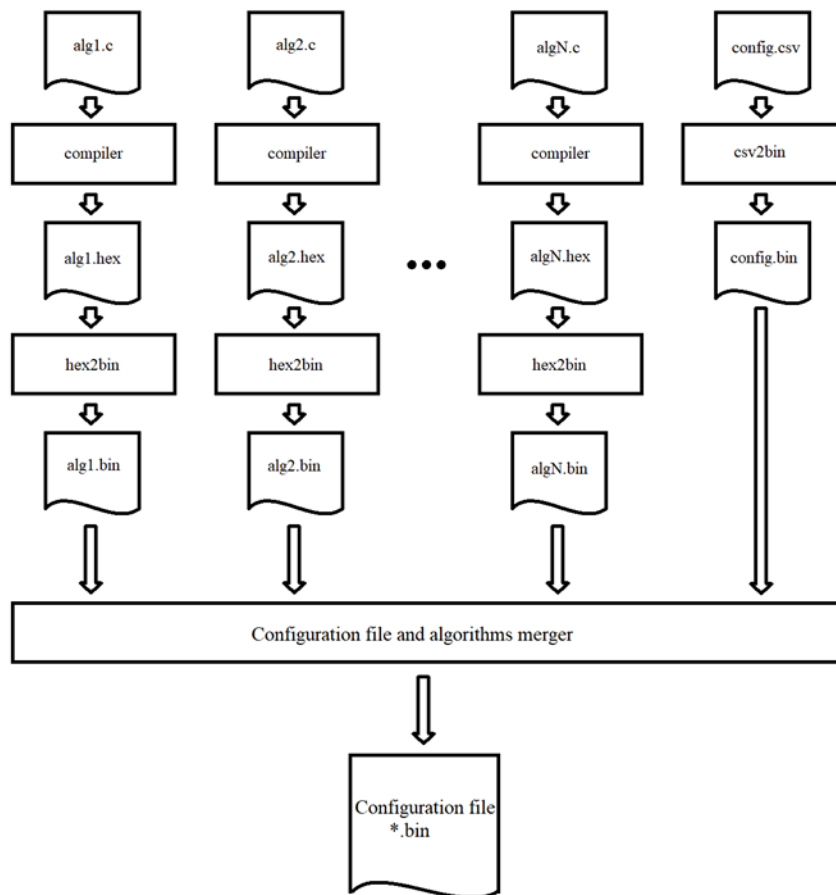 alg1.c
alg2.c
algN.c
config.csv
compiler
compiler
compiler
csv2bin
alg1.hex
alg2.hex
algN.hex
config.bin
hex2bin
hex2bin
hex2bin
alg1.bin
alg2.bin
algN.bin
Configuration file and algorithms merger
Configuration file
*.bin